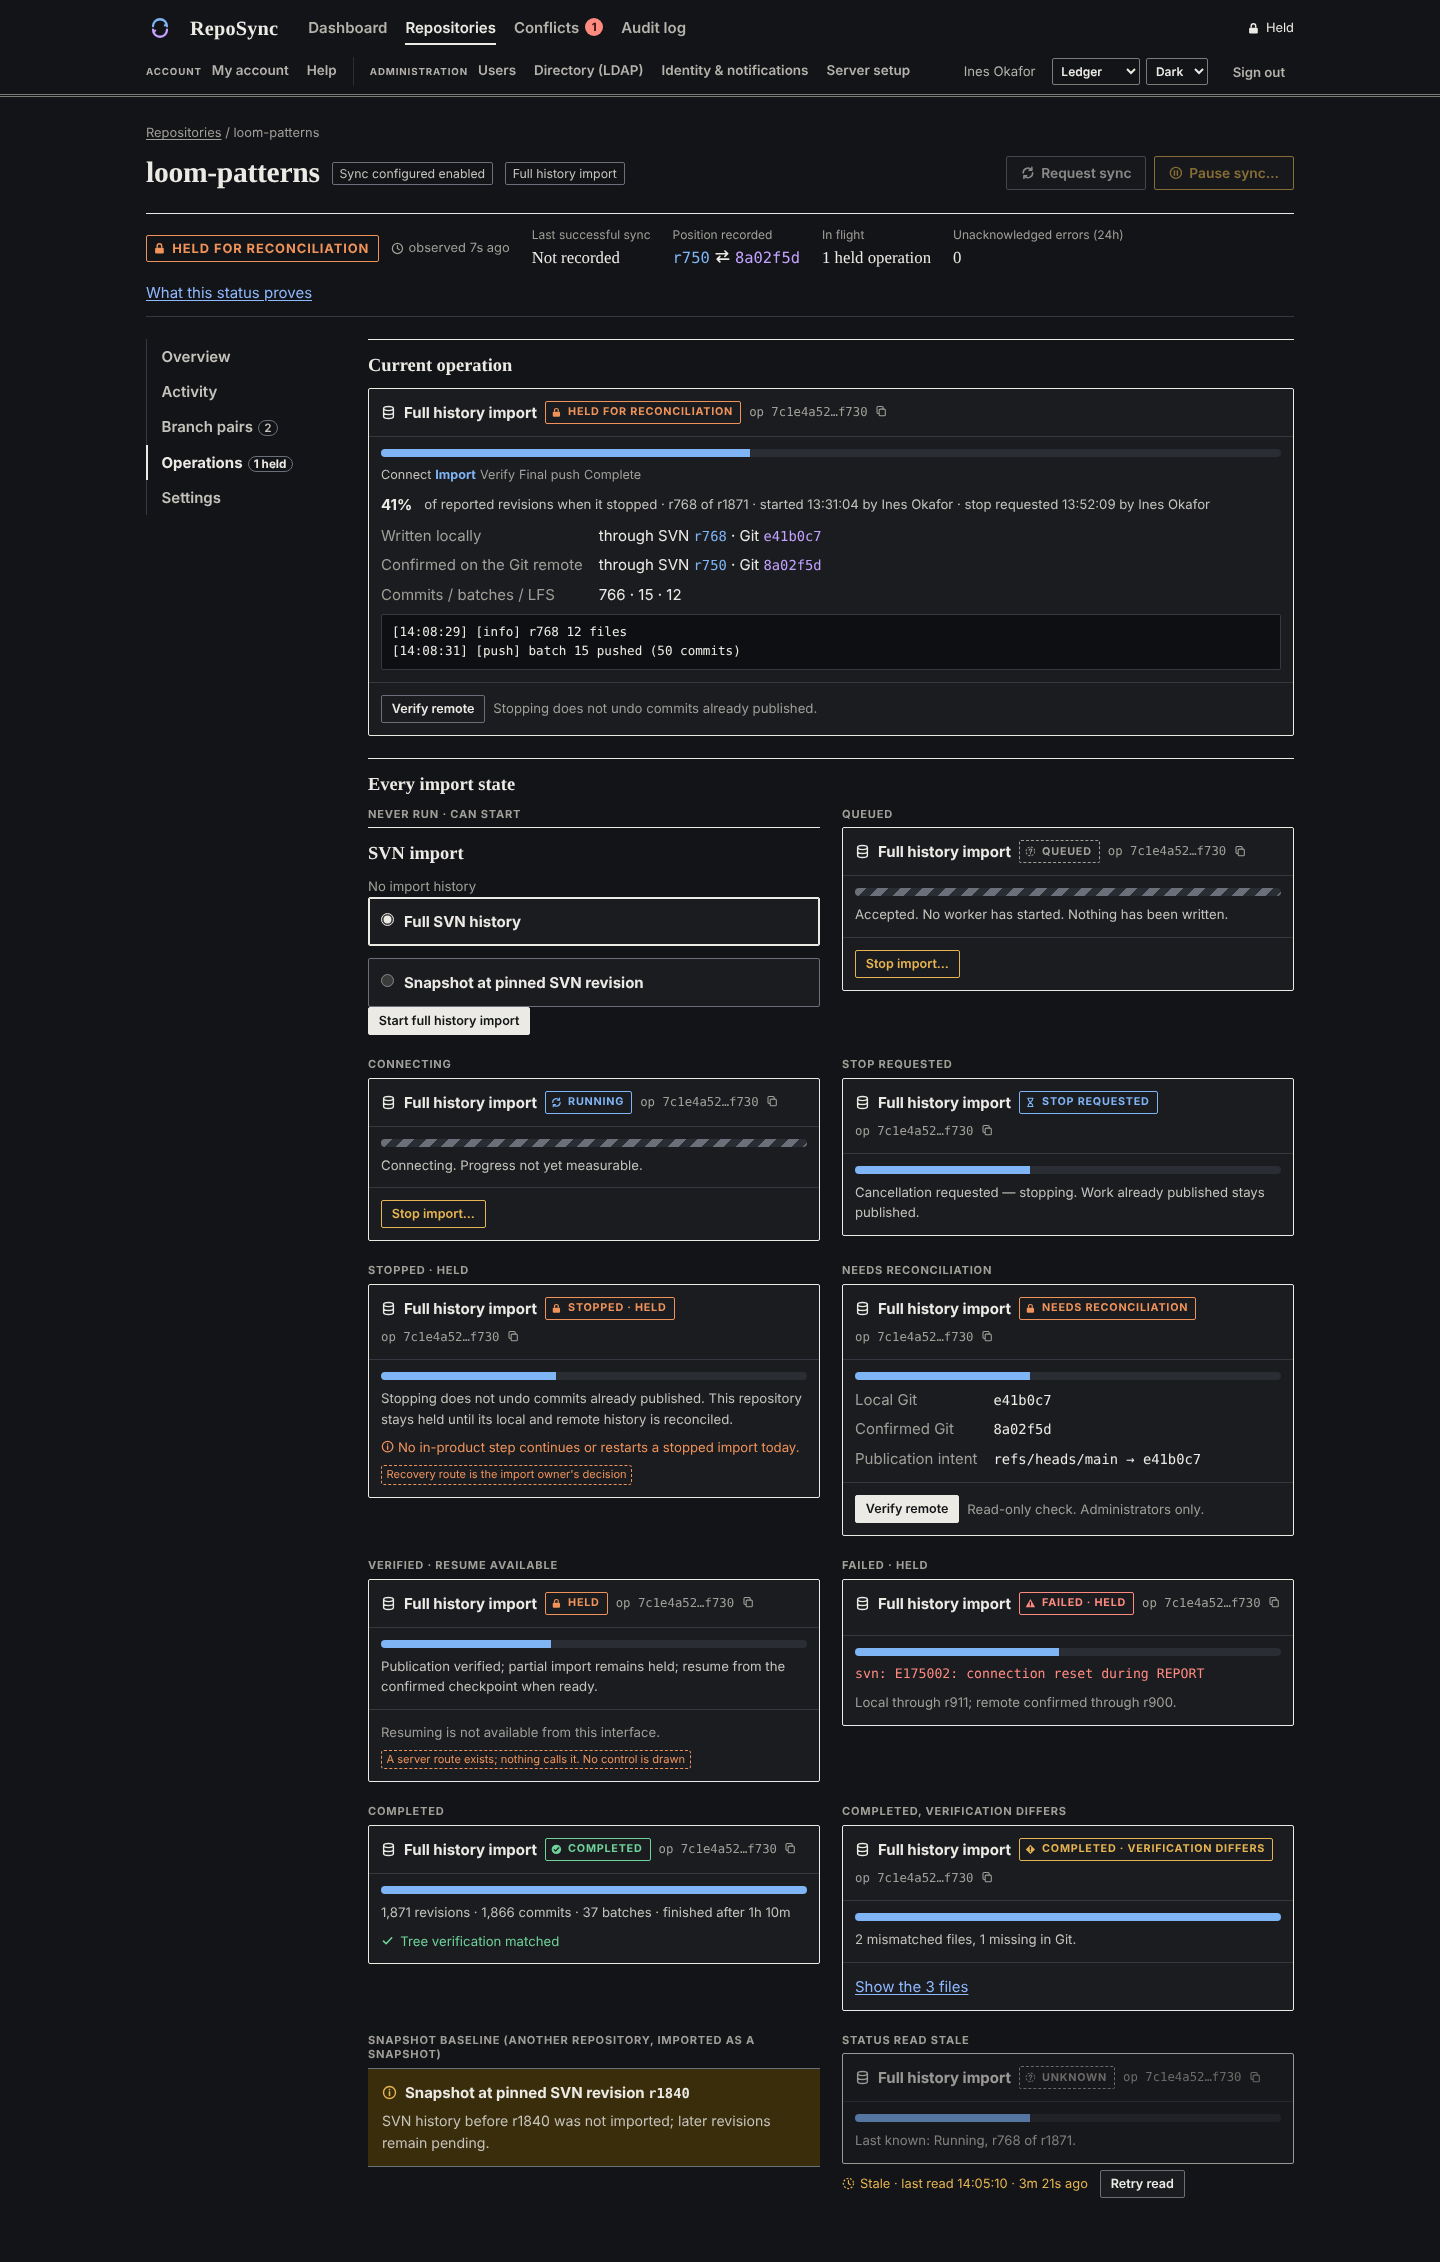 RepoSync Dashboard Repositories Conflicts 1 Audit log Held
ACCOUNT My account Help ADMINISTRATION Users Directory (LDAP) Identity & notifications Server setup Ines Okafor Ledger Dark Sign out
Repositories / loom-patterns
loom-patterns Sync configured enabled Full history import Request sync Pause sync…
HELD FOR RECONCILIATION observed 7s ago
Last successful sync Position recorded In flight Unacknowledged errors (24h)
Not recorded r750 ⇄ 8a02f5d 1 held operation 0
What this status proves
Overview
Activity
Branch pairs 2
Operations 1 held
Settings
Current operation
Full history import HELD FOR RECONCILIATION op 7c1e4a52…f730
Connect Import Verify Final push Complete
41% of reported revisions when it stopped · r768 of r1871 · started 13:31:04 by Ines Okafor · stop requested 13:52:09 by Ines Okafor
Written locally through SVN r768 · Git e41b0c7
Confirmed on the Git remote through SVN r750 · Git 8a02f5d
Commits / batches / LFS 766 · 15 · 12
[14:08:29] [info] r768 12 files
[14:08:31] [push] batch 15 pushed (50 commits)
Verify remote Stopping does not undo commits already published.
Every import state
NEVER RUN · CAN START
SVN import
No import history
Full SVN history
Snapshot at pinned SVN revision
Start full history import
QUEUED
Full history import QUEUED op 7c1e4a52…f730
Accepted. No worker has started. Nothing has been written.
Stop import…
CONNECTING
Full history import RUNNING op 7c1e4a52…f730
Connecting. Progress not yet measurable.
Stop import…
STOP REQUESTED
Full history import STOP REQUESTED
op 7c1e4a52…f730
Cancellation requested — stopping. Work already published stays
published.
STOPPED · HELD
Full history import STOPPED · HELD
op 7c1e4a52…f730
Stopping does not undo commits already published. This repository
stays held until its local and remote history is reconciled.
No in-product step continues or restarts a stopped import today.
Recovery route is the import owner's decision
NEEDS RECONCILIATION
Full history import NEEDS RECONCILIATION
op 7c1e4a52…f730
Local Git e41b0c7
Confirmed Git 8a02f5d
Publication intent refs/heads/main → e41b0c7
Verify remote Read-only check. Administrators only.
VERIFIED · RESUME AVAILABLE
Full history import HELD op 7c1e4a52…f730
Publication verified; partial import remains held; resume from the
confirmed checkpoint when ready.
Resuming is not available from this interface.
A server route exists; nothing calls it. No control is drawn
FAILED · HELD
Full history import FAILED · HELD op 7c1e4a52…f730
svn: E175002: connection reset during REPORT
Local through r911; remote confirmed through r900.
COMPLETED
Full history import COMPLETED op 7c1e4a52…f730
1,871 revisions · 1,866 commits · 37 batches · finished after 1h 10m
Tree verification matched
COMPLETED, VERIFICATION DIFFERS
Full history import COMPLETED · VERIFICATION DIFFERS
op 7c1e4a52…f730
2 mismatched files, 1 missing in Git.
Show the 3 files
SNAPSHOT BASELINE (ANOTHER REPOSITORY, IMPORTED AS A
SNAPSHOT)
Snapshot at pinned SVN revision r1840
SVN history before r1840 was not imported; later revisions
remain pending.
STATUS READ STALE
Full history import UNKNOWN op 7c1e4a52…f730
Last known: Running, r768 of r1871.
Stale · last read 14:05:10 · 3m 21s ago Retry read